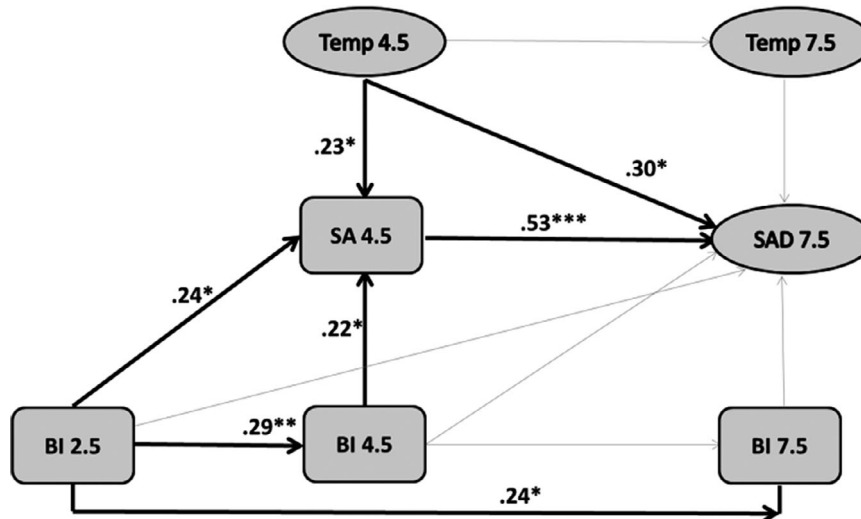 Temp 4.5
Temp 7.5
.23*
.30*
SA 4.5
.53***
SAD 7.5
.24*
.22*
BI 2.5
.29**
BI 4.5
BI 7.5
.24*